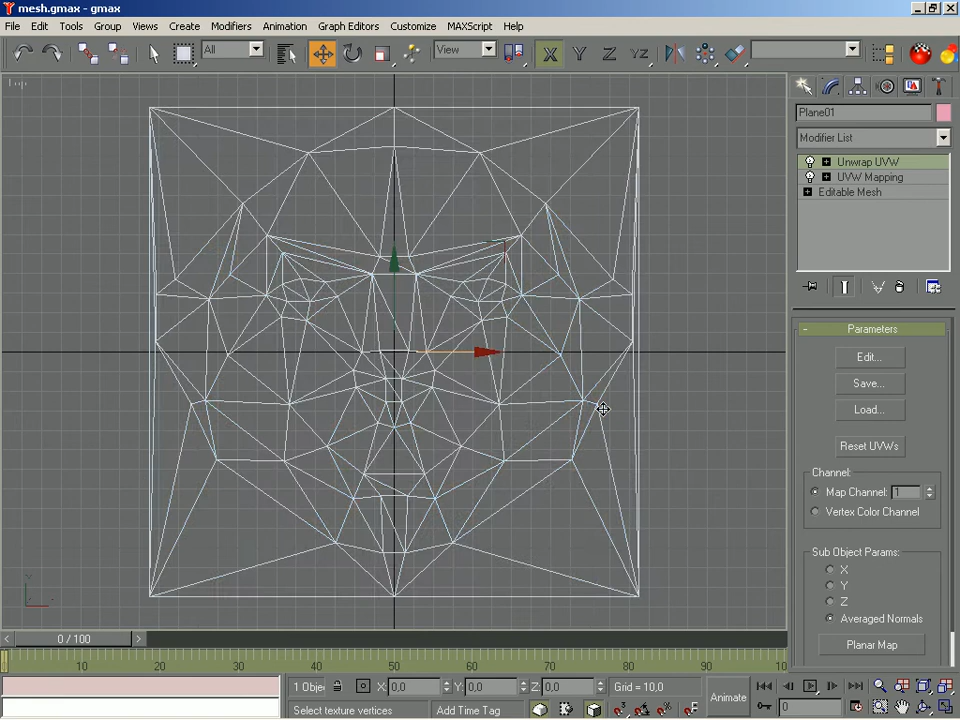 mesh.gmax - gmax
File Edit Tools Group Views Create Modifiers Animation Graph Editors Customize MAXScript Help
All View X Y Z YZ
Plane01
Modifier List
Unwrap UVW
UVW Mapping
Editable Mesh
Parameters
Edit...
Save...
Load...
Reset UVWs
Channel:
Map Channel: 1
Vertex Color Channel
Sub Object Params:
X
Y
Z
Averaged Normals
Planar Map
0 / 100
10 20 30 40 50 60 70 80 90
1 Objec X: 0,0 Y: 0,0 Z: 0,0 Grid = 10,0 Animate
Select texture vertices Add Time Tag 0